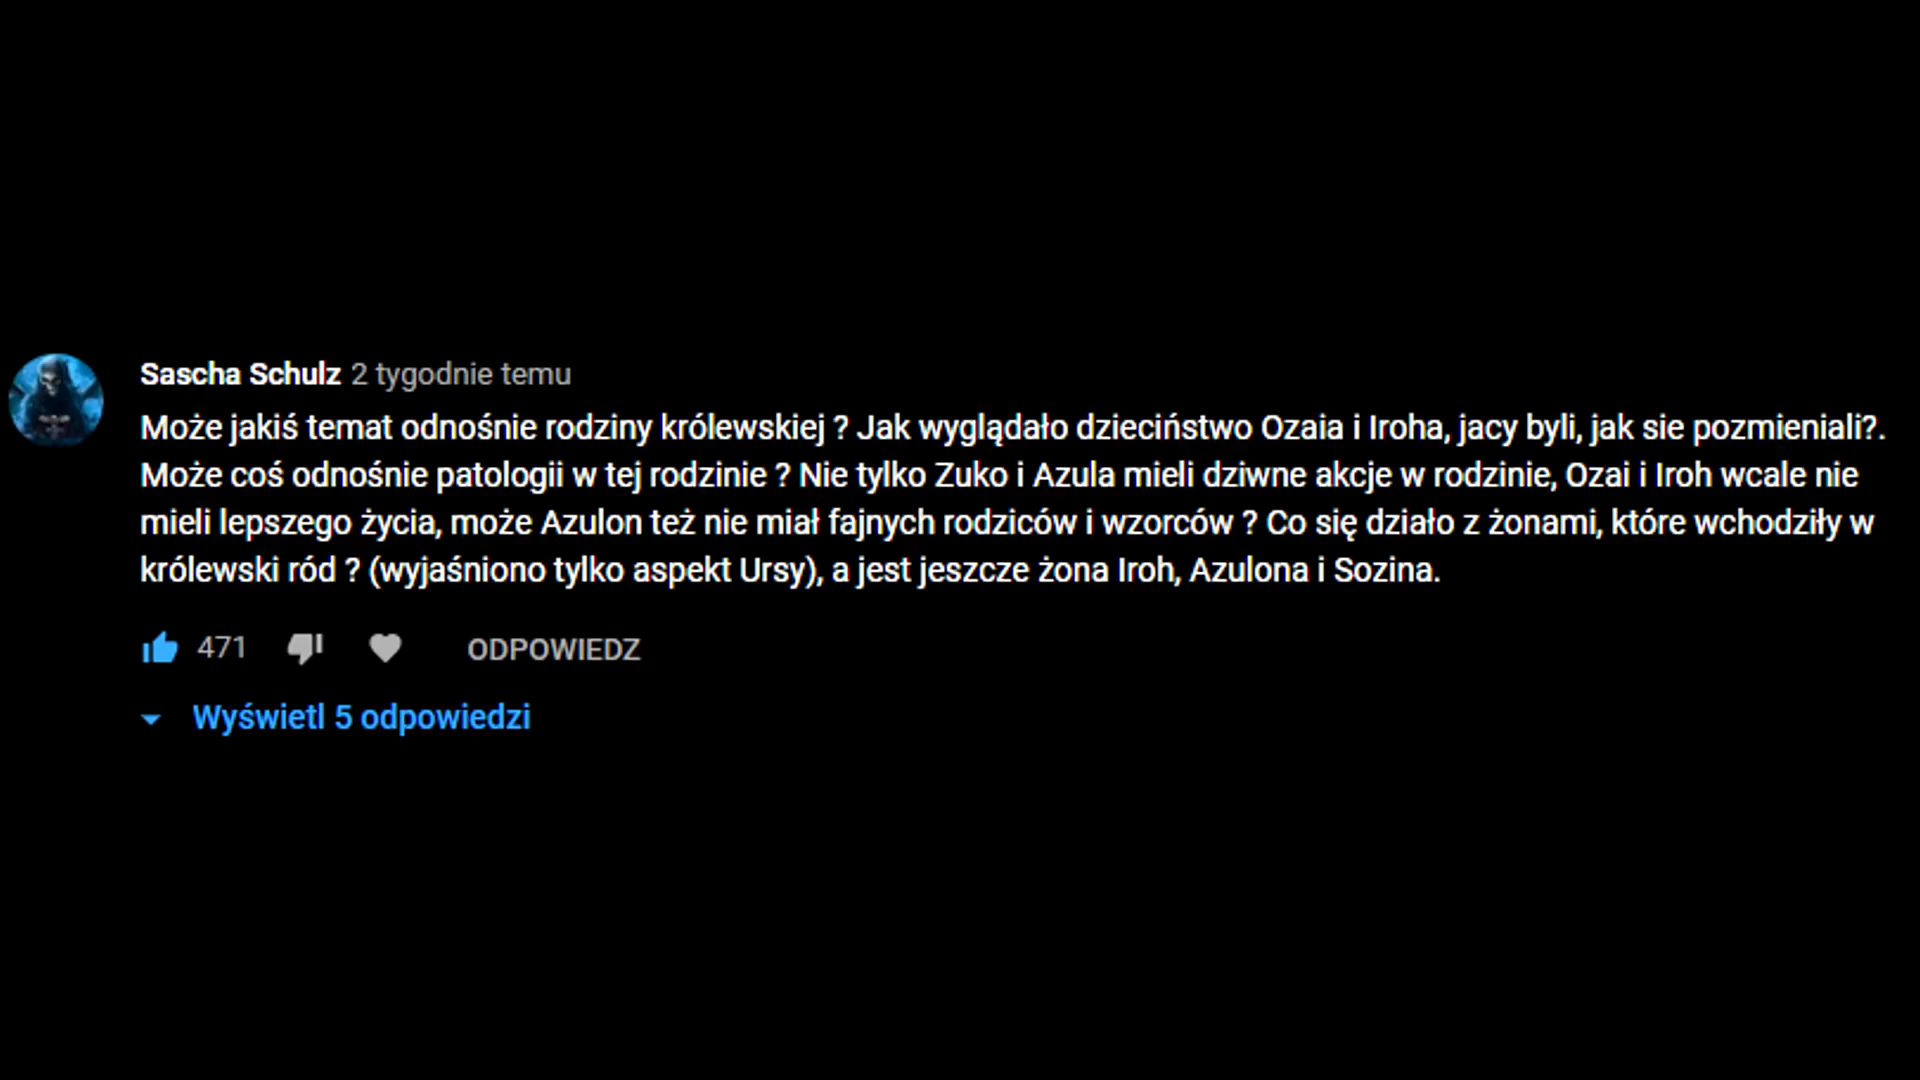 Sascha Schulz 2 tygodnie temu
Może jakiś temat odnośnie rodziny królewskiej ? Jak wyglądało dzieciństwo Ozaia i Iroha, jacy byli, jak sie pozmieniali?.
Może coś odnośnie patologii w tej rodzinie ? Nie tylko Zuko i Azula mieli dziwne akcje w rodzinie, Ozai i Iroh wcale nie
mieli lepszego życia, może Azulon też nie miał fajnych rodziców i wzorców ? Co się działo z żonami, które wchodziły w
królewski ród ? (wyjaśniono tylko aspekt Ursy), a jest jeszcze żona Iroh, Azulona i Sozina.
471 ODPOWIEDZ
Wyświetl 5 odpowiedzi